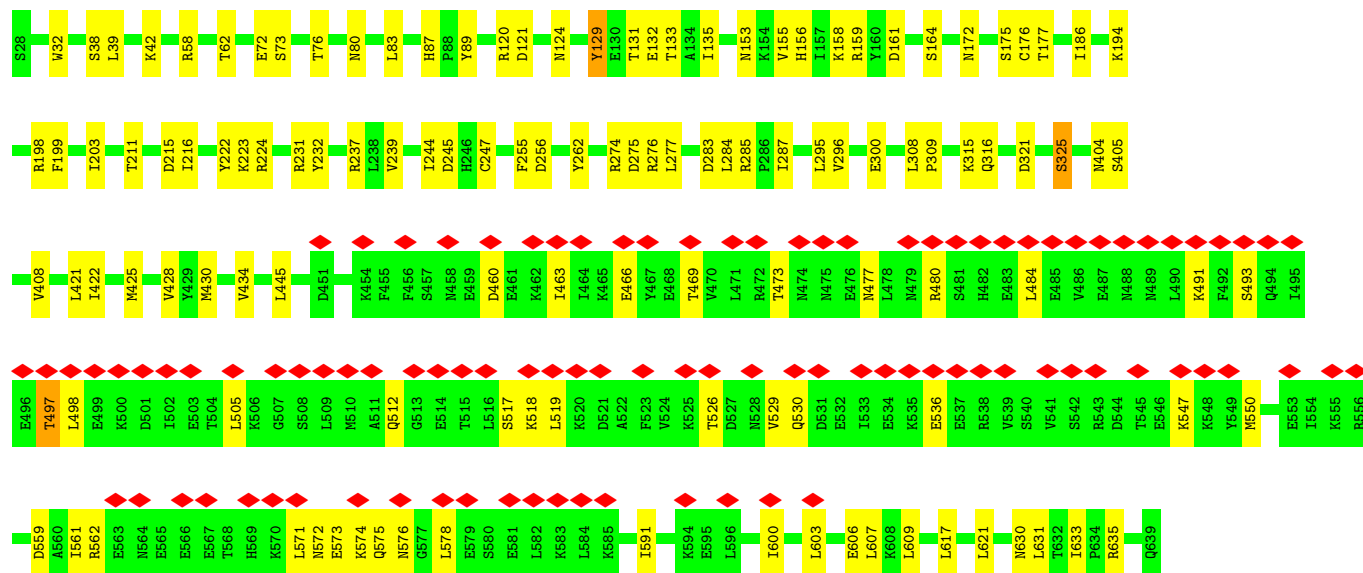 S28 W32 S38 L39 K42 R58 T62 E72 S73 T76 N80 L83 H87 P88 Y89 R120 D121 N124 Y129 E130 T131 E132 T133 A134 I135 N153 K154 V155 H156 I157 K158 R159 Y160 D161 S164 N172 S175 C176 T177 I186 K194
R198 F199 I203 T211 D215 I216 Y222 K223 R224 R231 Y232 R237 L238 V239 I244 D245 H246 C247 F255 D256 Y262 R274 D275 R276 L277 D283 L284 R285 P286 I287 L295 V296 E300 L308 P309 K315 Q316 D321 S325 N404 S405
V408 L421 I422 M425 V428 Y429 M430 V434 L445 D451 K454 F455 F456 S457 N458 E459 D460 E461 K462 I463 I464 K465 E466 Y467 E468 T469 V470 L471 R472 T473 N474 N475 E476 N477 L478 N479 R480 S481 H482 E483 L484 E485 V486 E487 N488 N489 L490 K491 F492 S493 Q494 I495
E496 T497 L498 E499 K500 D501 I502 E503 T504 L505 K506 G507 S508 L509 M510 A511 Q512 G513 E514 T515 L516 S517 K518 L519 K520 D521 A522 F523 V524 K525 T526 D527 N528 V529 Q530 D531 E532 I533 E534 K535 E536 E537 R538 V539 S540 V541 S542 R543 D544 T545 E546 K547 K548 Y549 M550 E553 I554 K555 R556
D559 A560 I561 R562 E563 N564 E565 E566 E567 T568 H569 K570 L571 N572 E573 K574 Q575 N576 G577 L578 E579 S580 E581 L582 K583 L584 K585 I591 K594 E595 L596 I600 L603 E606 L607 K608 L609 L617 L621 N630 L631 T632 I633 P634 R635 Q639